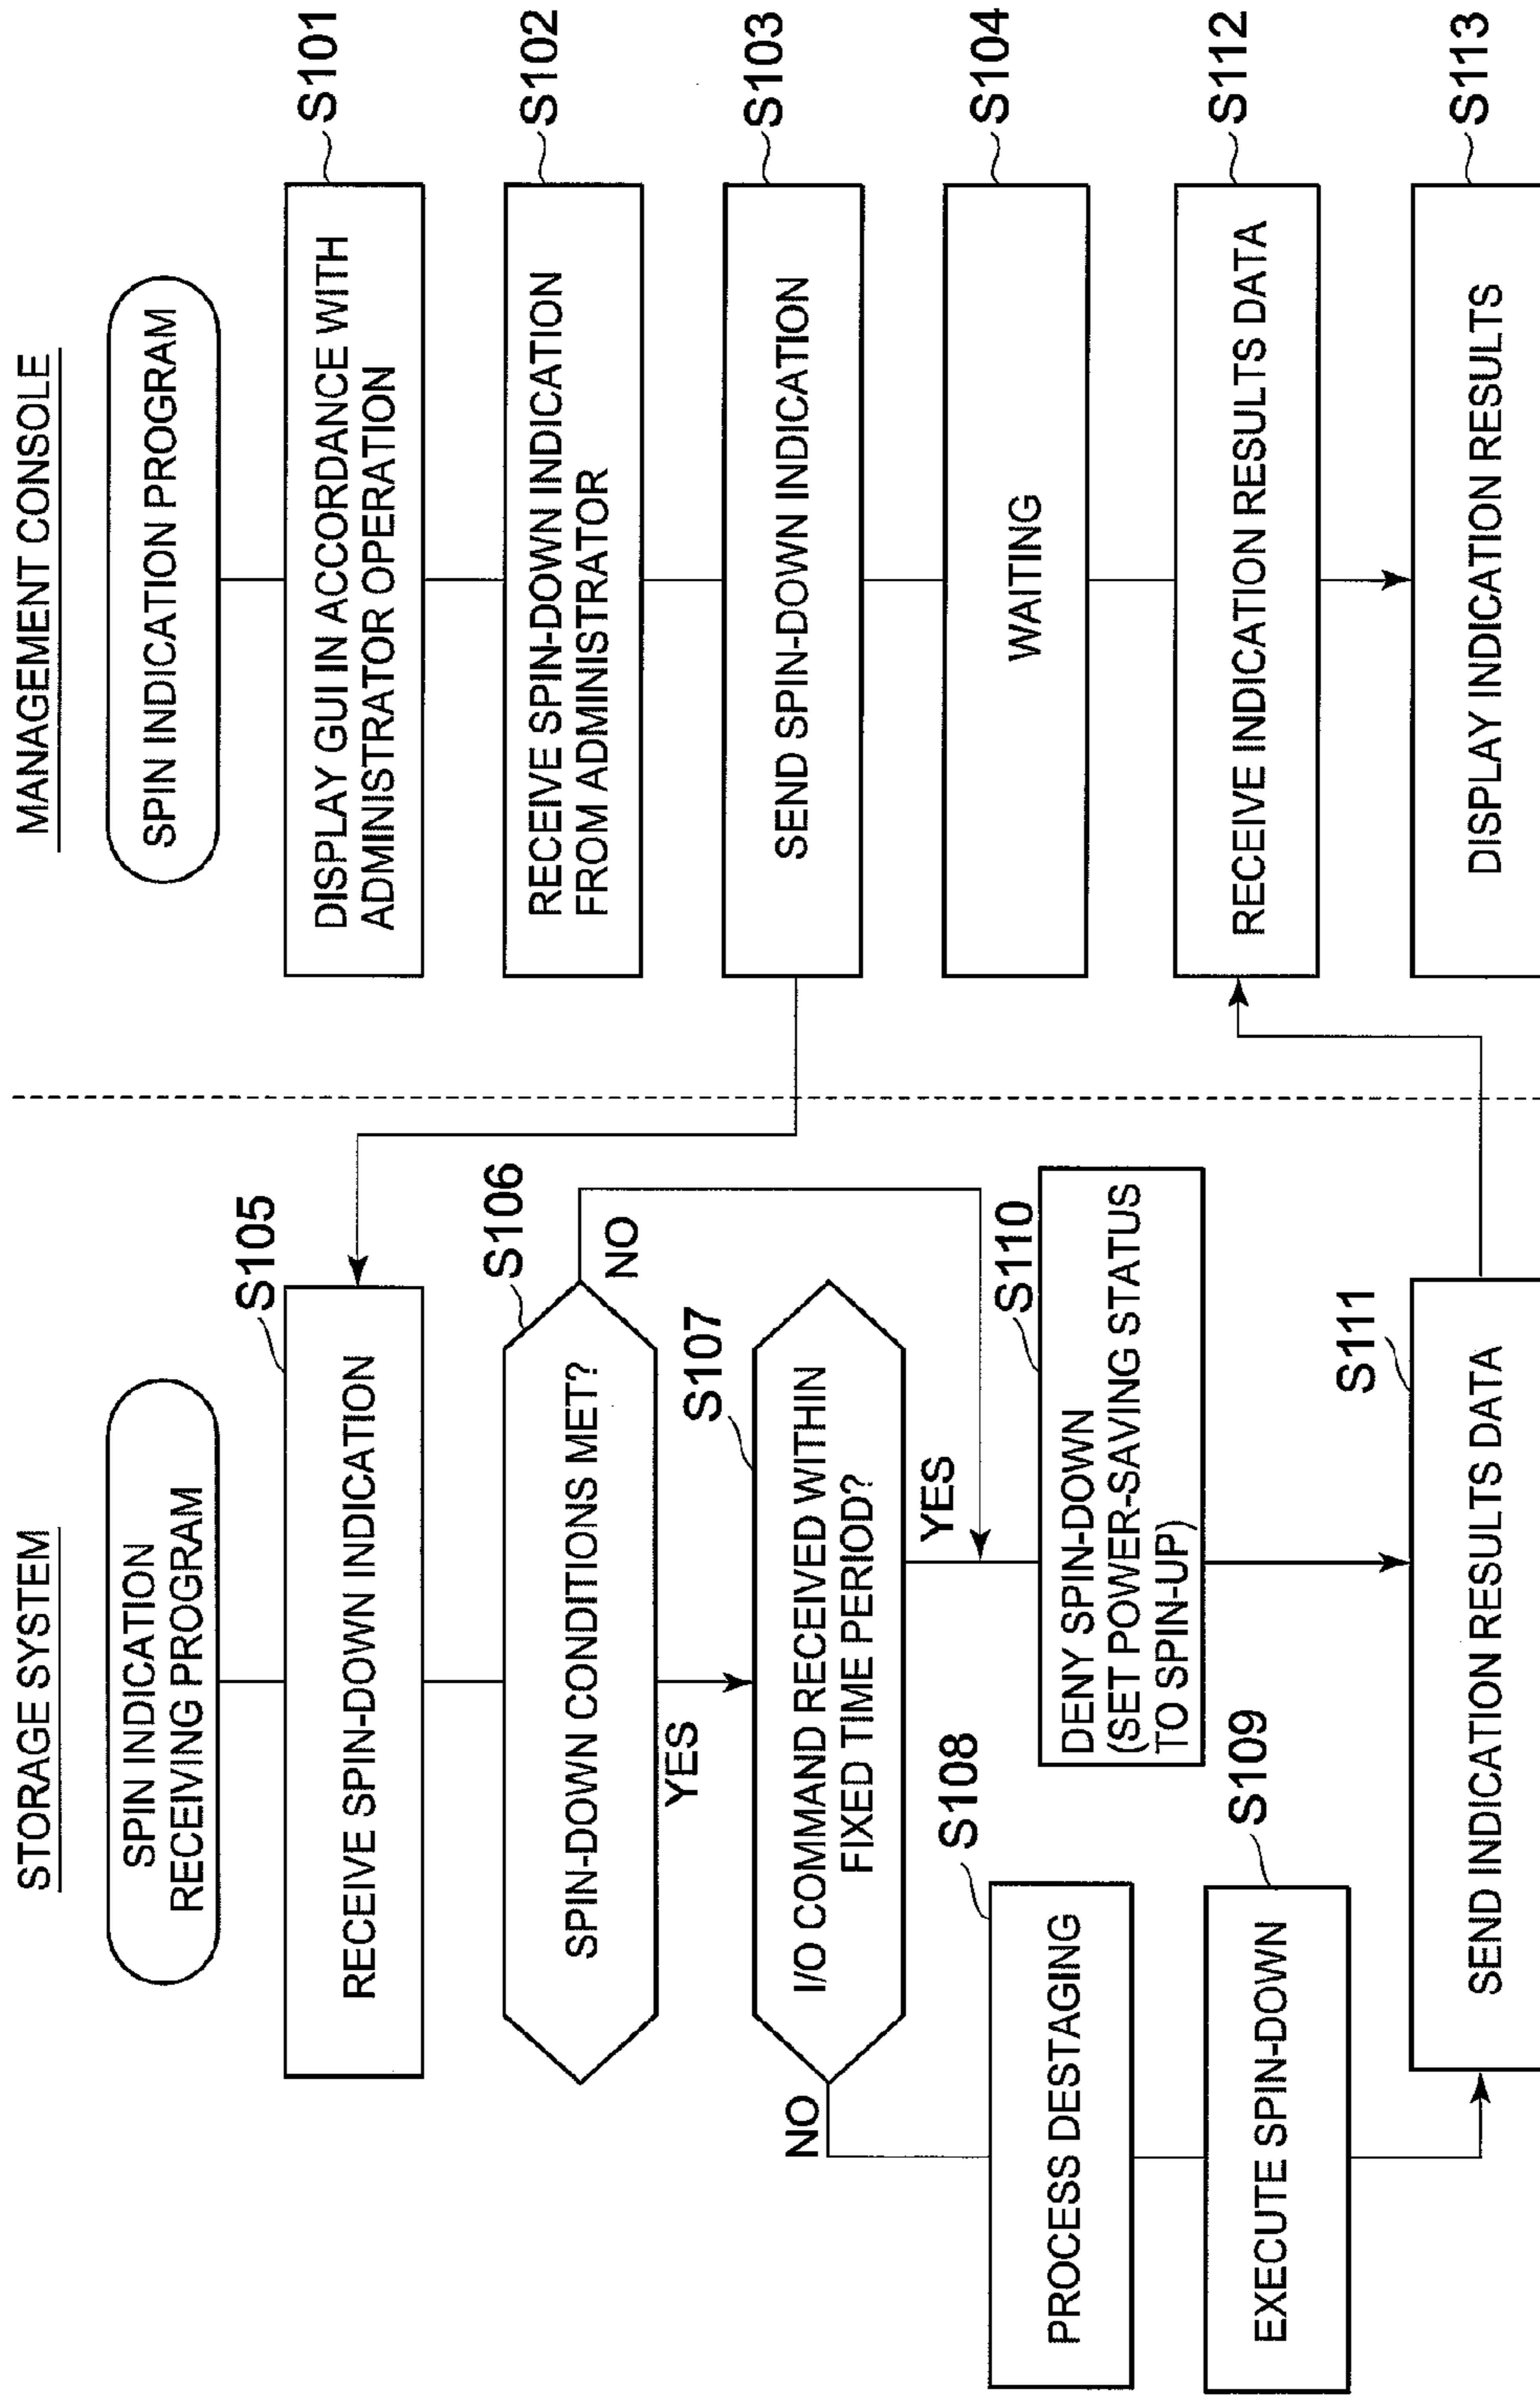 STORAGE SYSTEM
SPIN INDICATION
RECEIVING PROGRAM
S105
RECEIVE SPIN-DOWN INDICATION
S106
SPIN-DOWN CONDITIONS MET?
NO
YES
S107
I/O COMMAND RECEIVED WITHIN
FIXED TIME PERIOD?
NO
YES
S108
PROCESS DESTAGING
S109
EXECUTE SPIN-DOWN
S110
DENY SPIN-DOWN
(SET POWER-SAVING STATUS
TO SPIN-UP)
S111
SEND INDICATION RESULTS DATA
MANAGEMENT CONSOLE
SPIN INDICATION PROGRAM
S101
DISPLAY GUI IN ACCORDANCE WITH
ADMINISTRATOR OPERATION
S102
RECEIVE SPIN-DOWN INDICATION
FROM ADMINISTRATOR
S103
SEND SPIN-DOWN INDICATION
S104
WAITING
S112
RECEIVE INDICATION RESULTS DATA
S113
DISPLAY INDICATION RESULTS